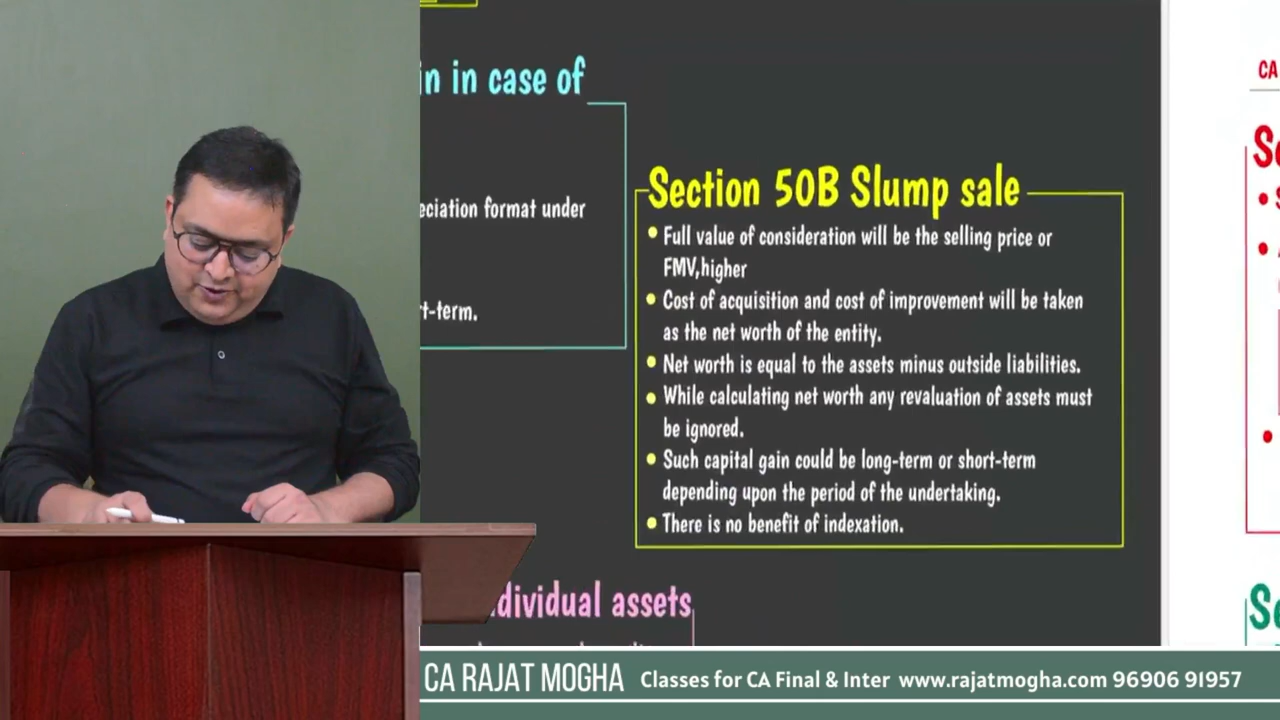 in in case of
eciation format under
t-term.
Section 50B Slump sale
• Full value of consideration will be the selling price or
FMV,higher
• Cost of acquisition and cost of improvement will be taken
as the net worth of the entity.
• Net worth is equal to the assets minus outside liabilities.
• While calculating net worth any revaluation of assets must
be ignored.
• Such capital gain could be long-term or short-term
depending upon the period of the undertaking.
• There is no benefit of indexation.
dividual assets
CA
CA RAJAT MOGHA Classes for CA Final & Inter www.rajatmogha.com 96906 91957